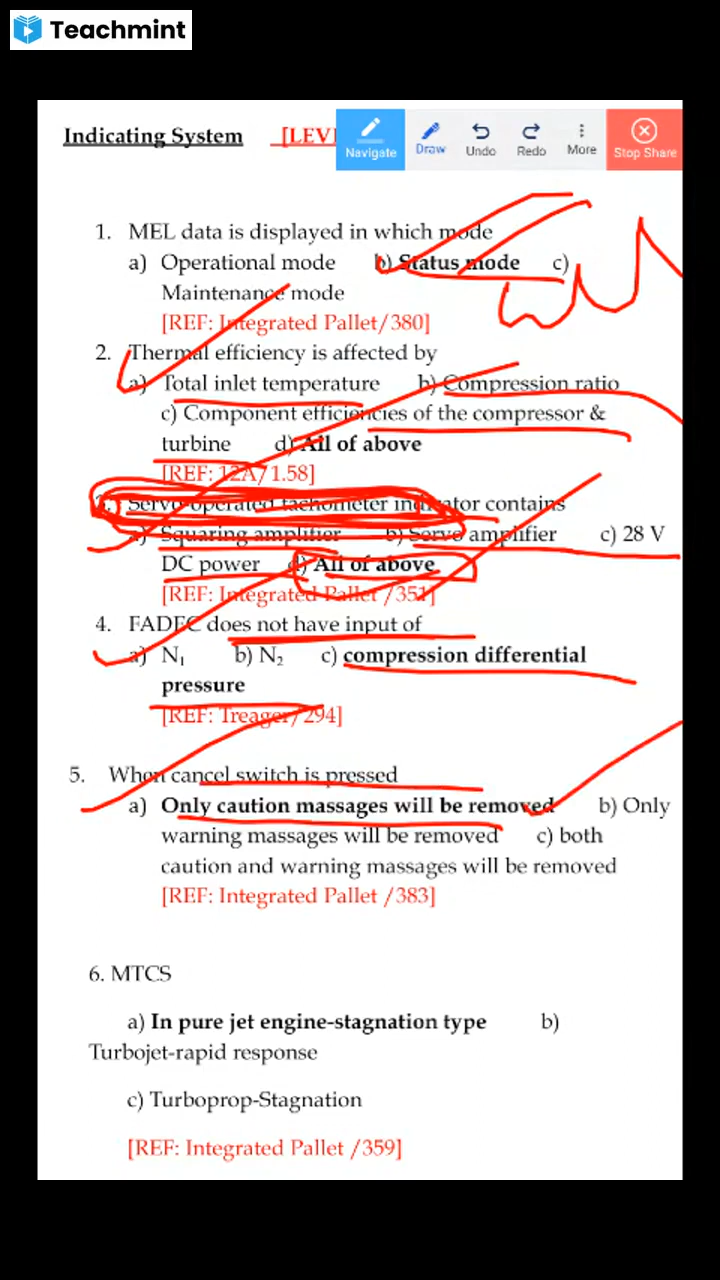 Teachmint
Indicating System [LEV
Navigate Draw Undo Redo More Stop Share
1. MEL data is displayed in which mode
a) Operational mode b) Status mode c)
Maintenance mode
[REF: Integrated Pallet/380]
2. Thermal efficiency is affected by
a) Total inlet temperature b) Compression ratio
c) Component efficiencies of the compressor &
turbine d) All of above
[REF: 12A/1.58]
3. Servo operated tachometer indicator contains
a) Squaring amplifier b) Servo amplifier c) 28 V
DC power d) All of above
[REF: Integrated Pallet /351]
4. FADEC does not have input of
a) N₁ b) N₂ c) compression differential
pressure
[REF: Treager/294]
5. When cancel switch is pressed
a) Only caution massages will be removed b) Only
warning massages will be removed c) both
caution and warning massages will be removed
[REF: Integrated Pallet /383]
6. MTCS
a) In pure jet engine-stagnation type b)
Turbojet-rapid response
c) Turboprop-Stagnation
[REF: Integrated Pallet /359]